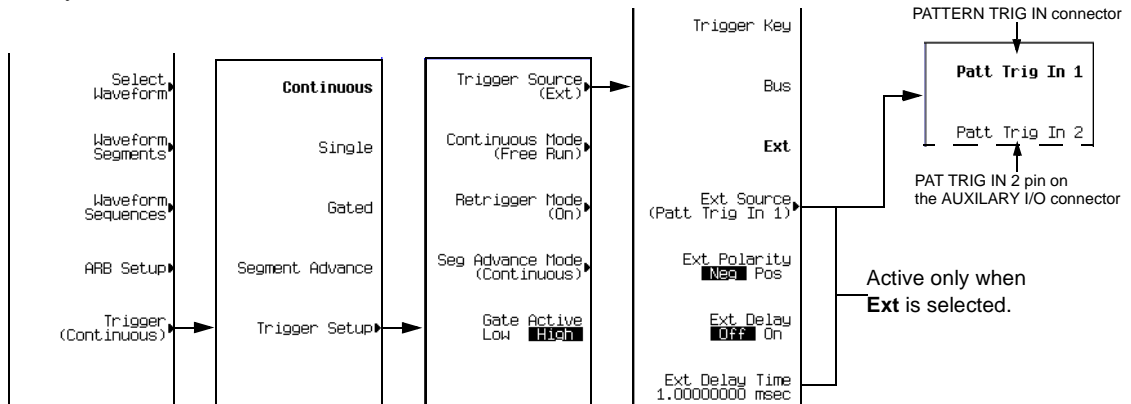 Select
Waveform
Waveform
Segments
Waveform
Sequences
ARB Setup
Trigger
(Continuous)
Continuous
Single
Gated
Segment Advance
Trigger Setup
Trigger Source
(Ext)
Continuous Mode
(Free Run)
Retrigger Mode
(On)
Seg Advance Mode
(Continuous)
Gate Active
Low High
Trigger Key
Bus
Ext
Ext Source
(Patt Trig In 1)
Ext Polarity
Neg Pos
Ext Delay
Off On
Ext Delay Time
1.00000000 msec
PATTERN TRIG IN connector
Patt Trig In 1
Patt Trig In 2
PAT TRIG IN 2 pin on
the AUXILARY I/O connector
Active only when
Ext is selected.